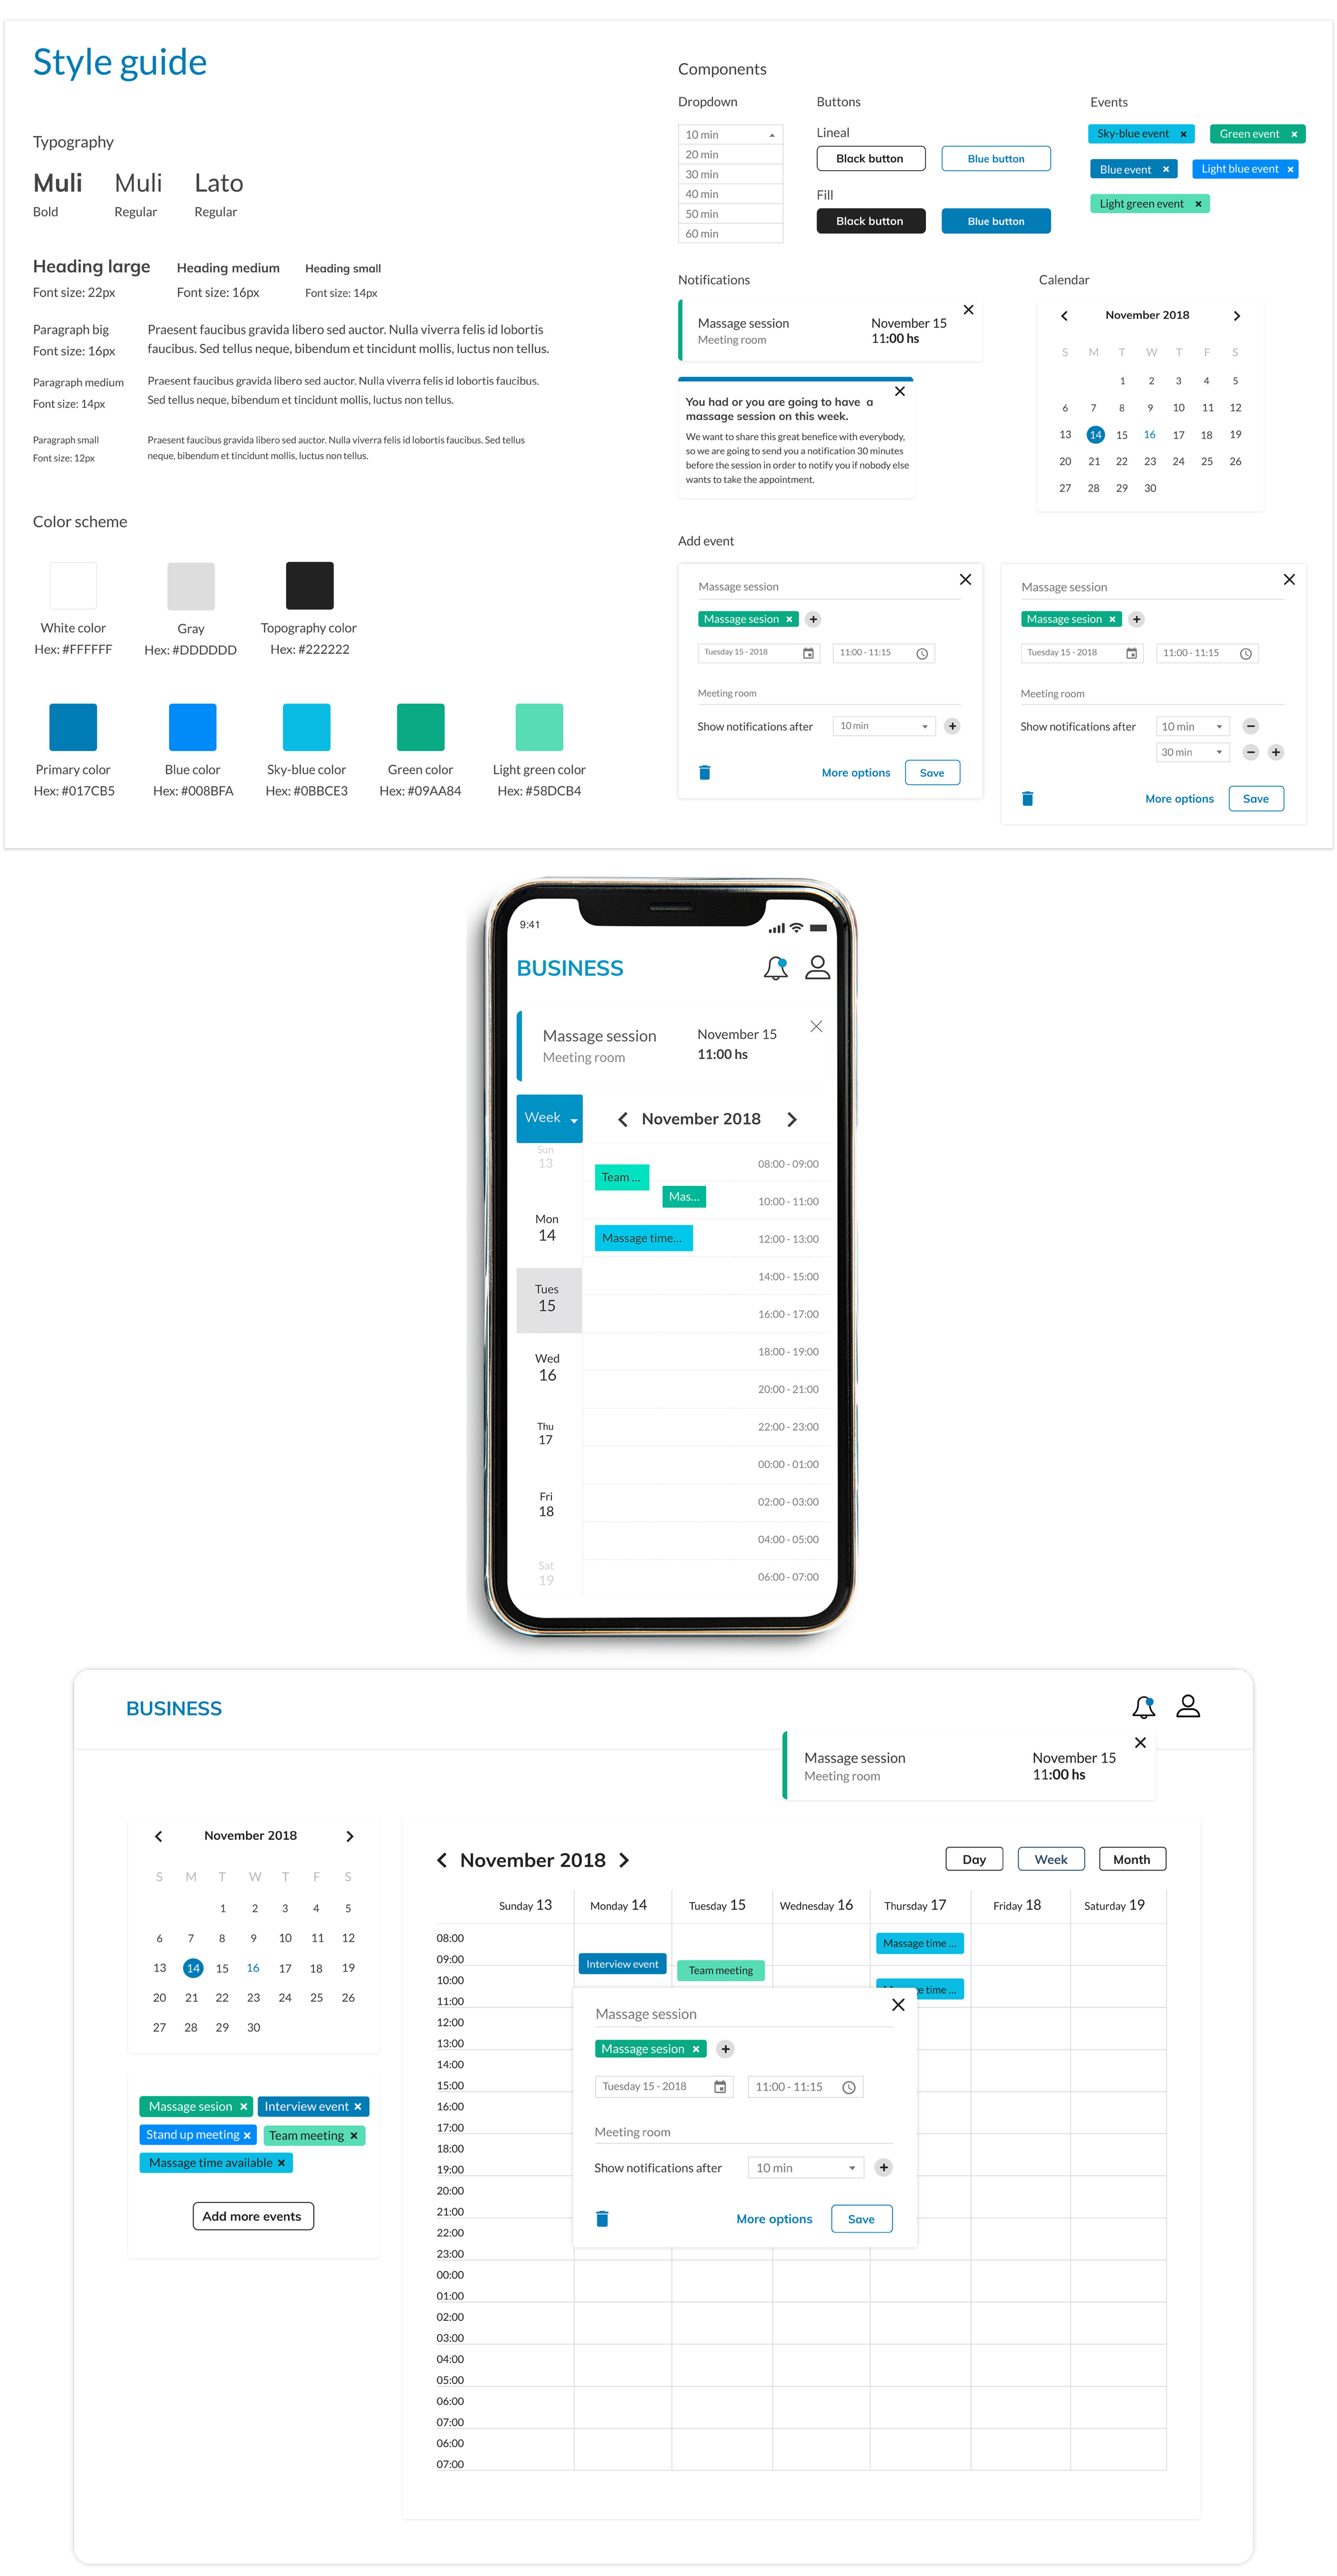 Style guide
Typography
Muli Muli Lato
Bold Regular Regular
Heading large Heading medium Heading small
Font size: 22px Font size: 16px Font size: 14px
Paragraph big
Font size: 16px
Praesent faucibus gravida libero sed auctor. Nulla viverra felis id lobortis
faucibus. Sed tellus neque, bibendum et tincidunt mollis, luctus non tellus.
Paragraph medium
Font size: 14px
Praesent faucibus gravida libero sed auctor. Nulla viverra felis id lobortis faucibus.
Sed tellus neque, bibendum et tincidunt mollis, luctus non tellus.
Paragraph small
Font size: 12px
Praesent faucibus gravida libero sed auctor. Nulla viverra felis id lobortis faucibus. Sed tellus
neque, bibendum et tincidunt mollis, luctus non tellus.
Color scheme
White color Gray Topography color
Hex: #FFFFFF Hex: #DDDDDD Hex: #222222
Primary color Blue color Sky-blue color Green color Light green color
Hex: #017CB5 Hex: #008BFA Hex: #0BBCE3 Hex: #09AA84 Hex: #58DCB4
Components
Dropdown
10 min
20 min
30 min
40 min
50 min
60 min
Buttons
Lineal
Black button Blue button
Fill
Black button Blue button
Events
Sky-blue event × Green event ×
Blue event × Light blue event ×
Light green event ×
Notifications
Massage session November 15
Meeting room 11:00 hs
You had or you are going to have a
massage session on this week.
We want to share this great benefice with everybody,
so we are going to send you a notification 30 minutes
before the session in order to notify you if nobody else
wants to take the appointment.
Calendar
November 2018
S M T W T F S
1 2 3 4 5
6 7 8 9 10 11 12
13 14 15 16 17 18 19
20 21 22 23 24 25 26
27 28 29 30
Add event
Massage session
Massage sesion × +
Tuesday 15 - 2018 11:00 - 11:15
Meeting room
Show notifications after 10 min +
More options Save
Massage session
Massage sesion × +
Tuesday 15 - 2018 11:00 - 11:15
Meeting room
Show notifications after 10 min −
30 min − +
More options Save
9:41
BUSINESS
Massage session November 15
Meeting room 11:00 hs
Week November 2018
Sun
13
Mon
14
Tues
15
Wed
16
Thu
17
Fri
18
Sat
19
Team ...
Mas...
Massage time...
08:00 - 09:00
10:00 - 11:00
12:00 - 13:00
14:00 - 15:00
16:00 - 17:00
18:00 - 19:00
20:00 - 21:00
22:00 - 23:00
00:00 - 01:00
02:00 - 03:00
04:00 - 05:00
06:00 - 07:00
BUSINESS
Massage session November 15
Meeting room 11:00 hs
November 2018
S M T W T F S
1 2 3 4 5
6 7 8 9 10 11 12
13 14 15 16 17 18 19
20 21 22 23 24 25 26
27 28 29 30
Massage sesion × Interview event ×
Stand up meeting × Team meeting ×
Massage time available ×
Add more events
November 2018
Day Week Month
Sunday 13 Monday 14 Tuesday 15 Wednesday 16 Thursday 17 Friday 18 Saturday 19
08:00
09:00
10:00
11:00
12:00
13:00
14:00
15:00
16:00
17:00
18:00
19:00
20:00
21:00
22:00
23:00
00:00
01:00
02:00
03:00
04:00
05:00
06:00
07:00
06:00
07:00
Massage time ...
Interview event
Team meeting
time ...
Massage session
Massage sesion × +
Tuesday 15 - 2018 11:00 - 11:15
Meeting room
Show notifications after 10 min +
More options Save